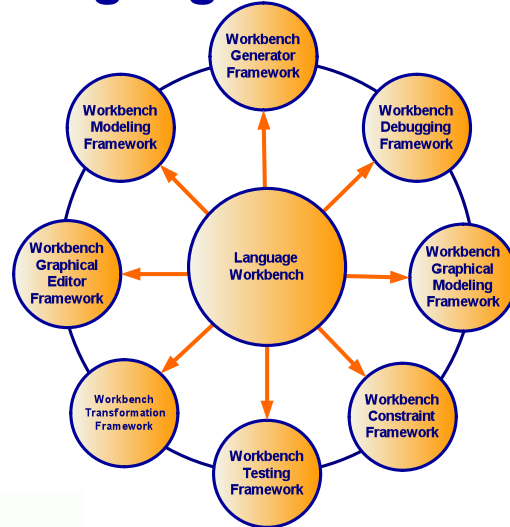 Workbench
Generator
Framework
Workbench
Debugging
Framework
Workbench
Graphical
Modeling
Framework
Workbench
Constraint
Framework
Workbench
Testing
Framework
Workbench
Transformation
Framework
Workbench
Graphical
Editor
Framework
Workbench
Modeling
Framework
Language
Workbench